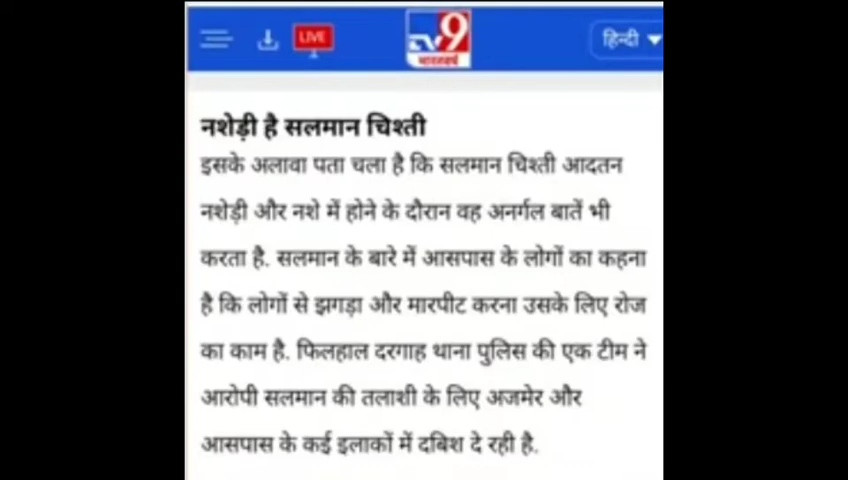 LIVE
TV9
भारतवर्ष
हिन्दी
नशेड़ी है सलमान चिश्ती
इसके अलावा पता चला है कि सलमान चिश्ती आदतन
नशेड़ी और नशे में होने के दौरान वह अनर्गल बातें भी
करता है. सलमान के बारे में आसपास के लोगों का कहना
है कि लोगों से झगड़ा और मारपीट करना उसके लिए रोज
का काम है. फिलहाल दरगाह थाना पुलिस की एक टीम ने
आरोपी सलमान की तलाशी के लिए अजमेर और
आसपास के कई इलाकों में दबिश दे रही है.